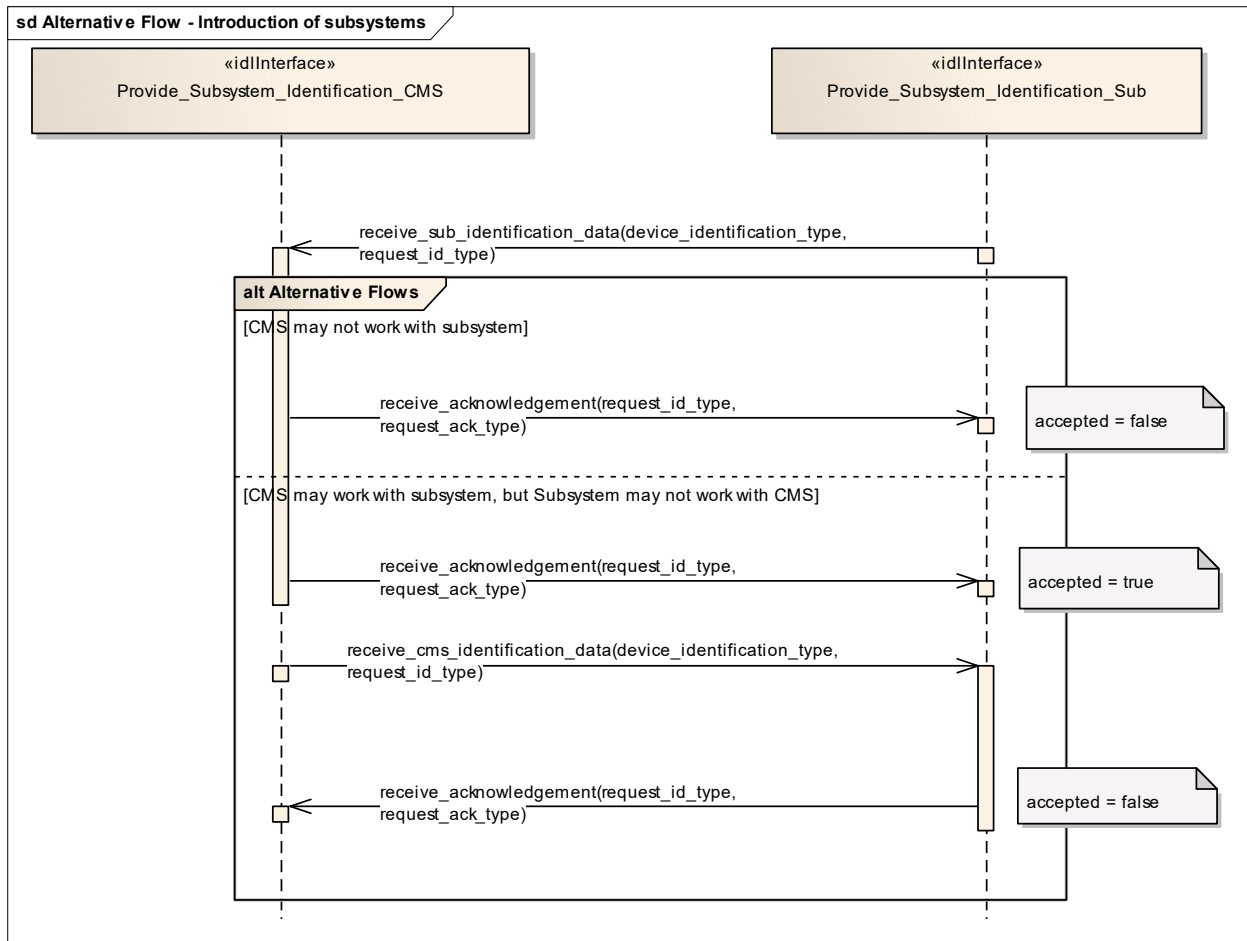 sd Alternative Flow - Introduction of subsystems
«idlInterface»
Provide_Subsystem_Identification_CMS
«idlInterface»
Provide_Subsystem_Identification_Sub
receive_sub_identification_data(device_identification_type,
request_id_type)
alt Alternative Flows
[CMS may not work with subsystem]
receive_acknowledgement(request_id_type,
request_ack_type)
accepted = false
[CMS may work with subsystem, but Subsystem may not work with CMS]
receive_acknowledgement(request_id_type,
request_ack_type)
accepted = true
receive_cms_identification_data(device_identification_type,
request_id_type)
receive_acknowledgement(request_id_type,
request_ack_type)
accepted = false